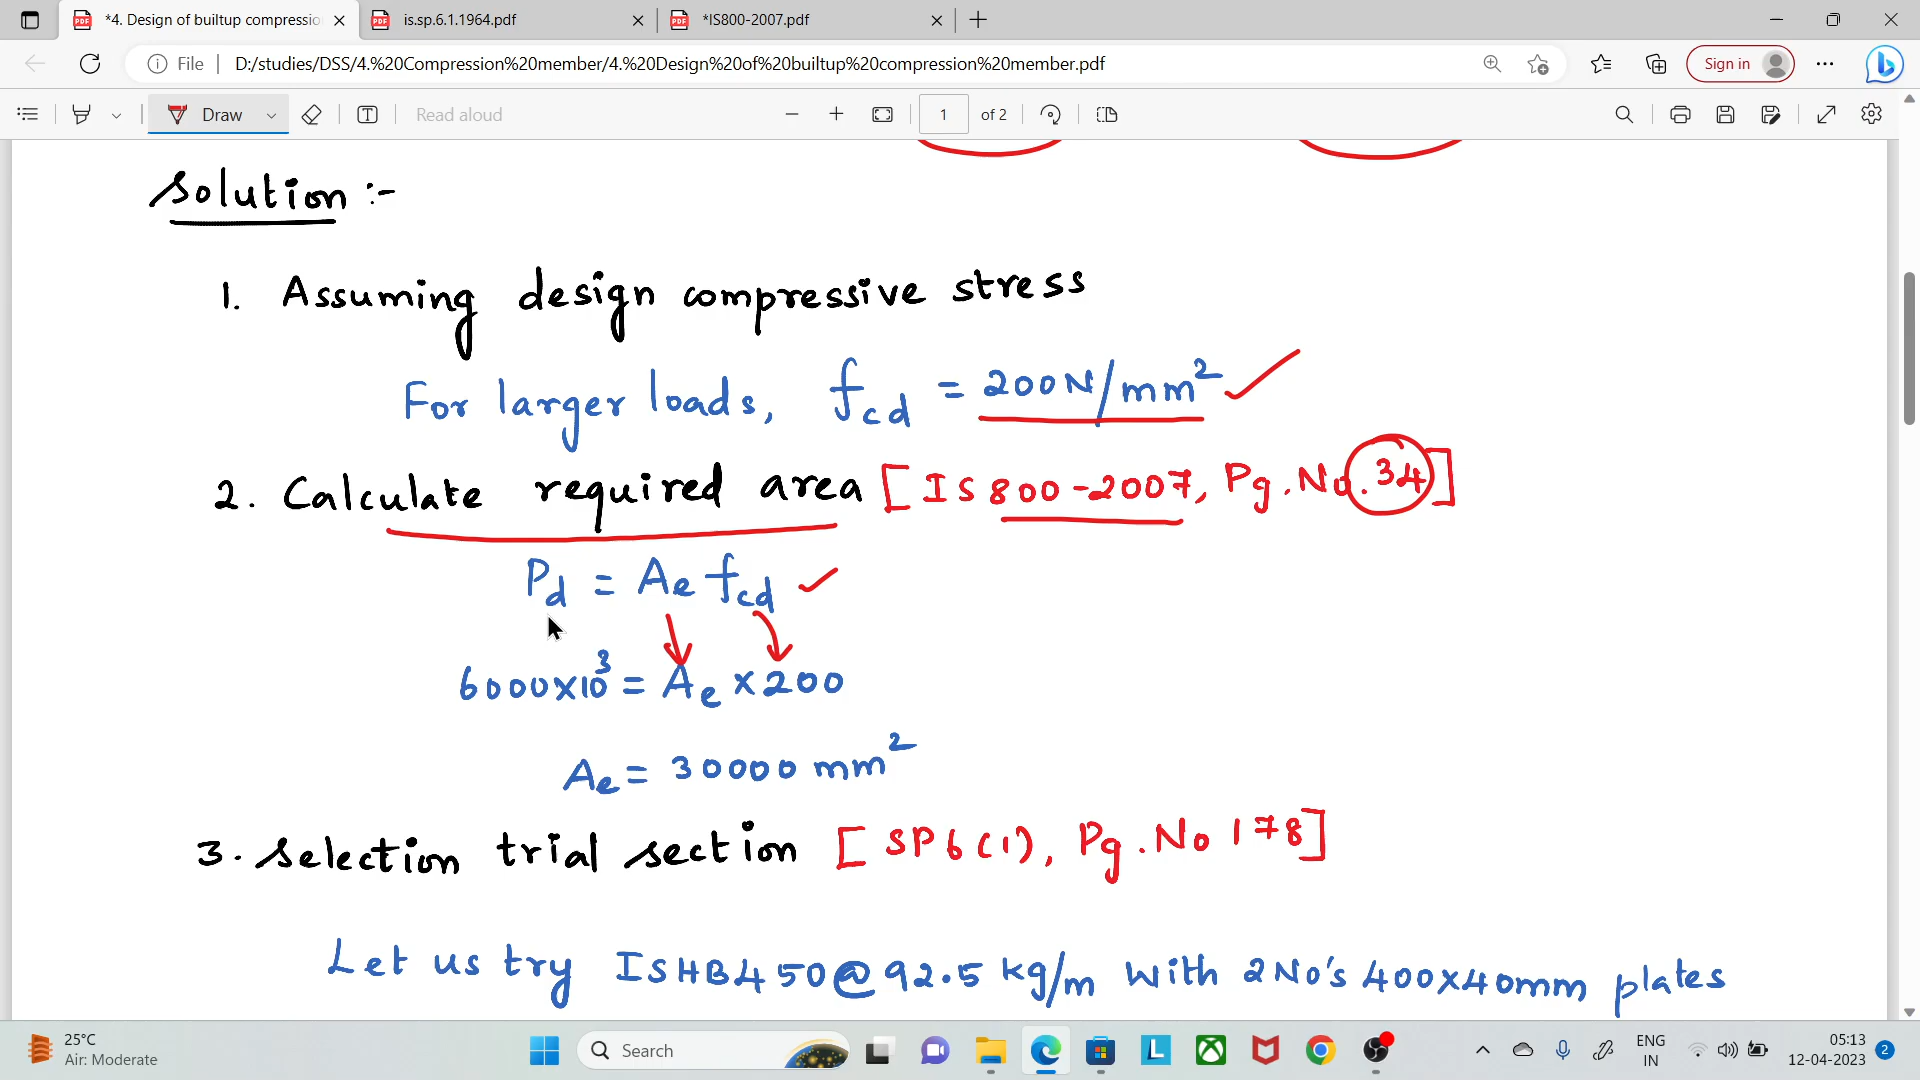 *4. Design of builtup compressio
is.sp.6.1.1964.pdf
*IS800-2007.pdf
File
D:/studies/DSS/4.%20Compression%20member/4.%20Design%20of%20builtup%20compression%20member.pdf
Sign in
Draw
Read aloud
1 of 2
Solution :-
1. Assuming design compressive stress
For larger loads, fcd = 200N/mm²
2. Calculate required area [IS800-2007, Pg.No.34]
Pd = Ae fcd
6000x10³ = Ae x 200
Ae = 30000 mm²
3. Selection trial section [SP6(1), Pg.No 178]
Let us try ISHB450@92.5 kg/m with 2No's 400x40mm plates
25°C
Air: Moderate
Search
ENG
IN
05:13
12-04-2023
2